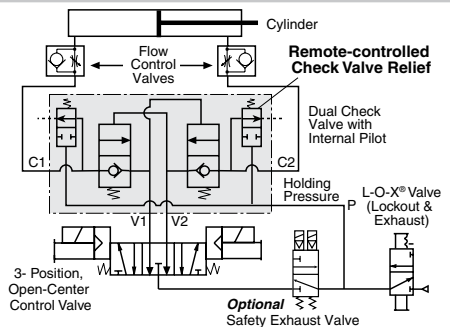 Cylinder
Flow
Control
Valves
Remote-controlled
Check Valve Relief
Dual Check
Valve with
Internal Pilot
C1
C2
Holding
Pressure
P
L-O-X® Valve
(Lockout &
Exhaust)
V1
V2
3- Position,
Open-Center
Control Valve
Optional
Safety Exhaust Valve